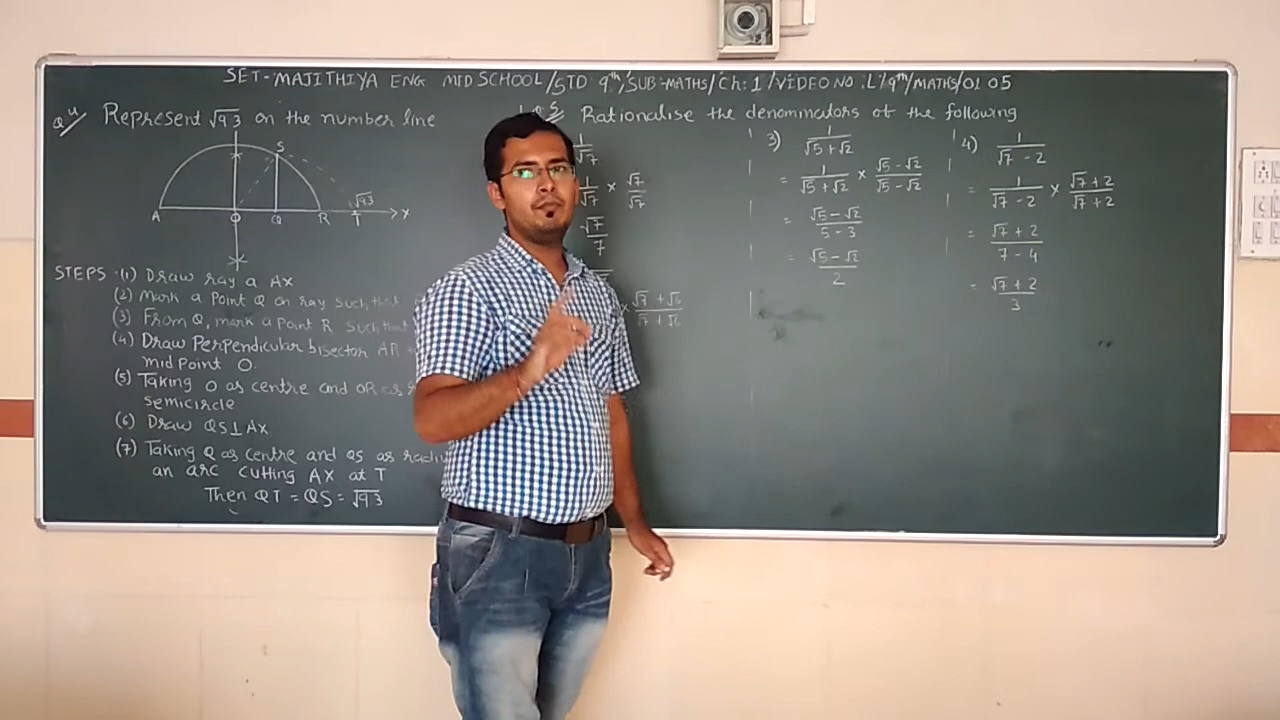 SET-MAJITHIYA ENG MED SCHOOL/STD 9th/SUB-MATHS/Ch:1/VIDEO NO:L7/9th/MATHS/01 05
Q4 Represent √9.3 on the number line
S
√9.3
A O Q R T X
STEPS-(1) Draw ray a AX
(2) Mark a Point Q on ray such that
(3) From Q, mark a Point R such that
(4) Draw Perpendicular bisector AR
mid Point O.
(5) Taking O as centre and OR as
semicircle
(6) Draw QS⊥AX
(7) Taking Q as centre and QS as radiu
an arc cutting AX at T
Then QT = QS = √9.3
Q.5 Rationalise the denominators of the following
1/√7
1/√7 × √7/√7
√7/7
× √7+√6/√7+√6
3) 1/√5+√2
= 1/√5+√2 × √5-√2/√5-√2
= √5-√2/5-3
= √5-√2/2
4) 1/√7-2
= 1/√7-2 × √7+2/√7+2
= √7+2/7-4
= √7+2/3